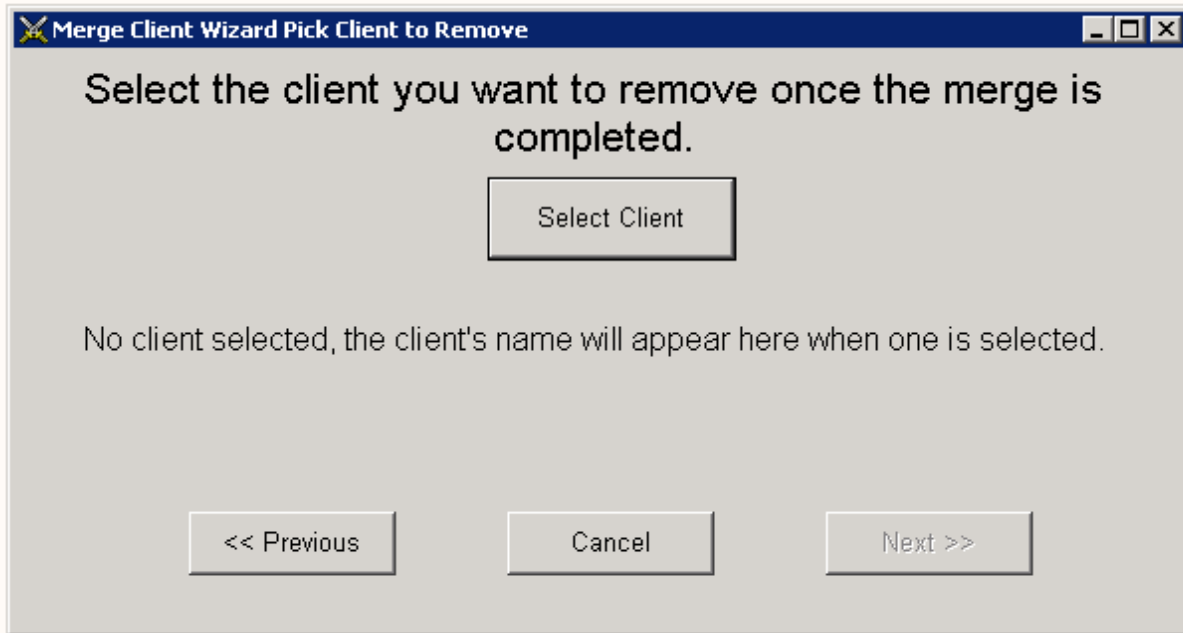 Merge Client Wizard Pick Client to Remove
Select the client you want to remove once the merge is
completed.
Select Client
No client selected, the client's name will appear here when one is selected.
<< Previous
Cancel
Next >>